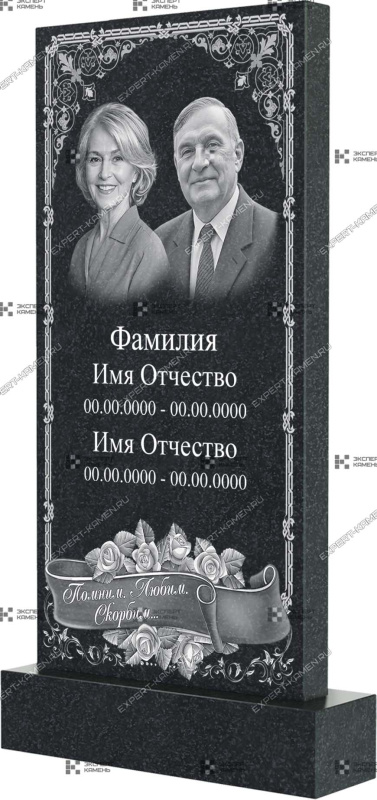 Фамилия
Имя Отчество
00.00.0000 - 00.00.0000
Имя Отчество
00.00.0000 - 00.00.0000
Помним. Любим.
Скорбим...
ЭКСПЕРТ
КАМЕНЬ
EXPERT-KAMEN.RU